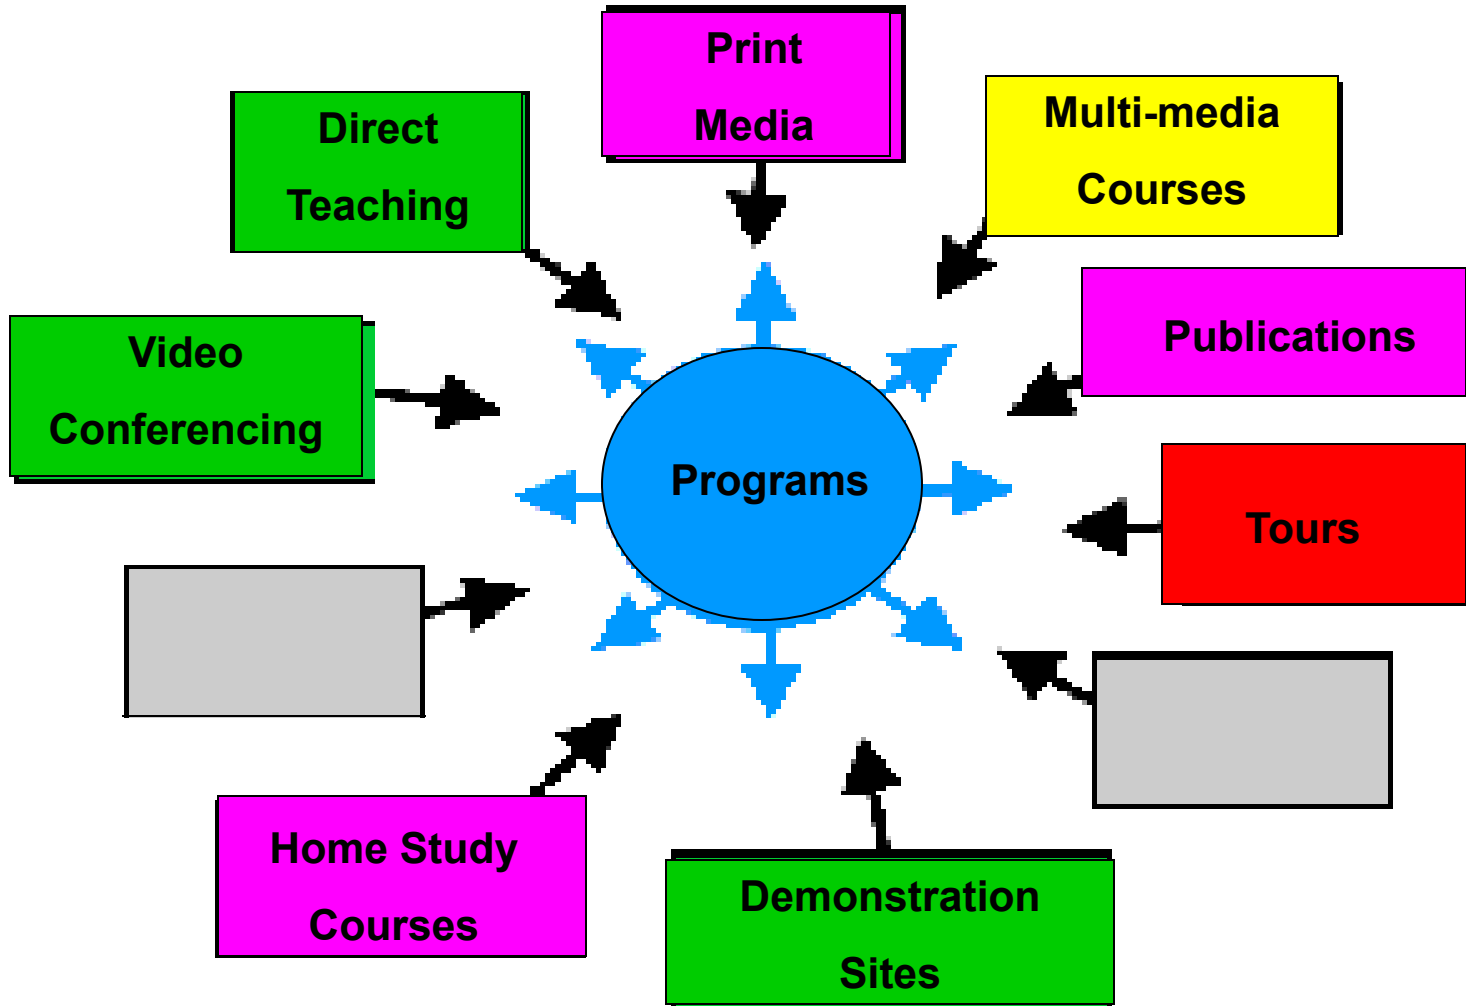 Print
Media
Multi-media
Courses
Direct
Teaching
Publications
Video
Conferencing
Programs
Tours
Home Study
Courses
Demonstration
Sites